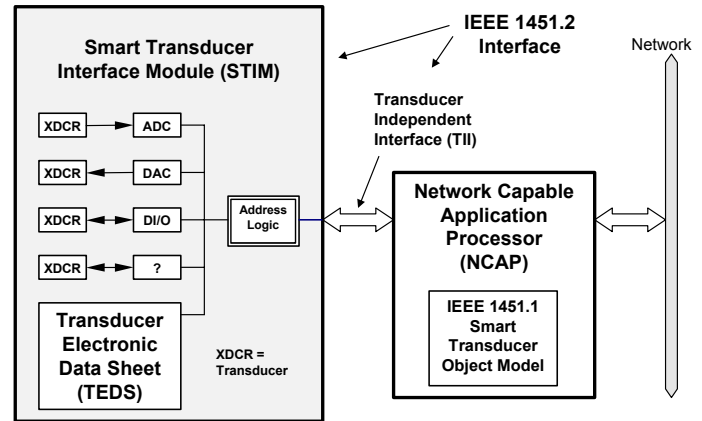 Smart Transducer
Interface Module (STIM)
XDCR
ADC
XDCR
DAC
XDCR
DI/O
XDCR
?
Address
Logic
Transducer
Electronic
Data Sheet
(TEDS)
XDCR =
Transducer
IEEE 1451.2
Interface
Transducer
Independent
Interface (TII)
Network Capable
Application
Processor
(NCAP)
IEEE 1451.1
Smart
Transducer
Object Model
Network